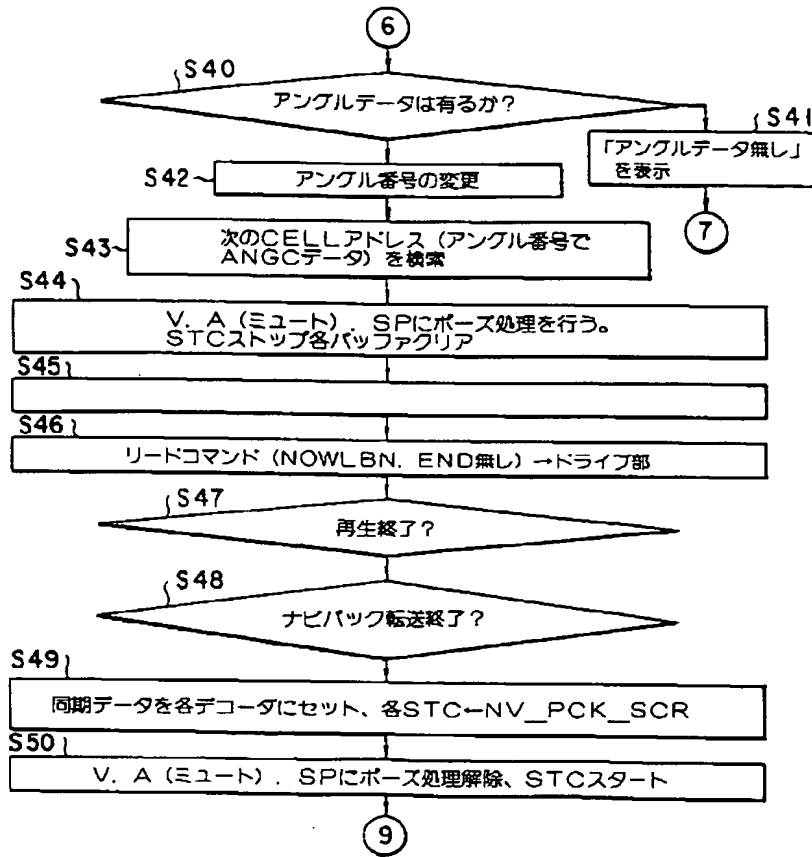 6
S40
アングルデータは有るか？
S41
「アングルデータ無し」
を表示
7
S42
アングル番号の変更
S43
次のCELLアドレス（アングル番号で
ANGCデータ）を検索
S44
V. A（ミュート）. SPにポーズ処理を行う。
STCストップ各バッファクリア
S45
S46
リードコマンド（NOWLBN. END無し）→ドライブ部
S47
再生終了？
S48
ナビパック転送終了？
S49
同期データを各デコーダにセット、各STC←NV_PCK_SCR
S50
V. A（ミュート）. SPにポーズ処理解除、STCスタート
9